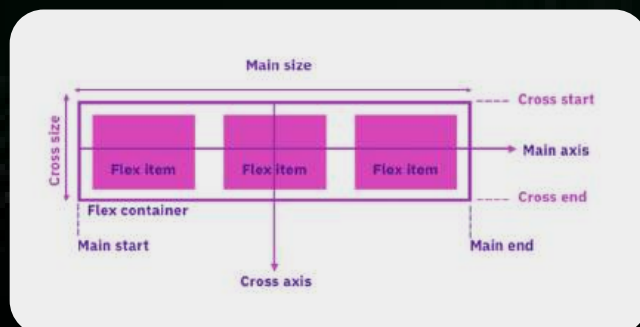 Main size
Cross start
Cross size
Main axis
Flex item
Flex item
Flex item
Cross end
Flex container
Main start
Main end
Cross axis